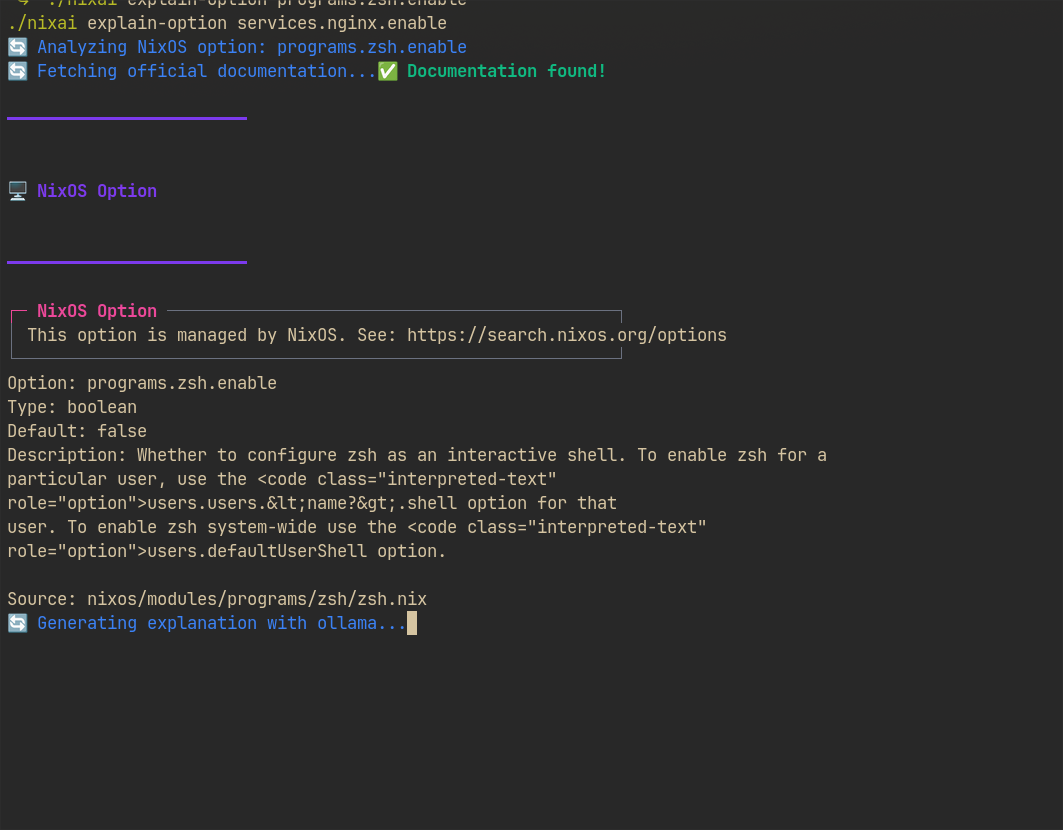 ./nixai explain-option programs.zsh.enable
./nixai explain-option services.nginx.enable
🔄 Analyzing NixOS option: programs.zsh.enable
🔄 Fetching official documentation...✅ Documentation found!
🖥️ NixOS Option
NixOS Option
This option is managed by NixOS. See: https://search.nixos.org/options
Option: programs.zsh.enable
Type: boolean
Default: false
Description: Whether to configure zsh as an interactive shell. To enable zsh for a
particular user, use the <code class="interpreted-text"
role="option">users.users.&lt;name?&gt;.shell option for that
user. To enable zsh system-wide use the <code class="interpreted-text"
role="option">users.defaultUserShell option.
Source: nixos/modules/programs/zsh/zsh.nix
🔄 Generating explanation with ollama...